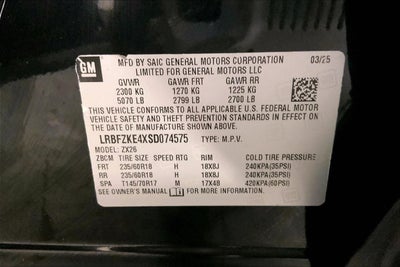 GM
MFD BY SAIC GENERAL MOTORS CORPORATION 03/25
LIMITED FOR GENERAL MOTORS LLC
GVWR GAWR FRT GAWR RR
2300 KG 1270 KG 1225 KG
5070 LB 2799 LB 2700 LB
THIS VEHICLE CONFORMS TO ALL APPLICABLE U.S. FEDERAL MOTOR
VEHICLE SAFETY AND THEFT PREVENTION STANDARDS IN EFFECT
ON THE DATE OF MANUFACTURE SHOWN ABOVE.
LRBFZKE4XSD074575 TYPE: M.P.V.
MODEL: ZX26
ZBCM TIRE SIZE SPEED RTG RIM COLD TIRE PRESSURE
FRT 235/60R18 H 18X8J 240KPA(35PSI)
RR 235/60R18 H 18X8J 240KPA(35PSI)
SPA T145/70R17 M 17X4B 420KPA(60PSI)
SEE OWNER'S MANUAL FOR MORE INFORMATION.